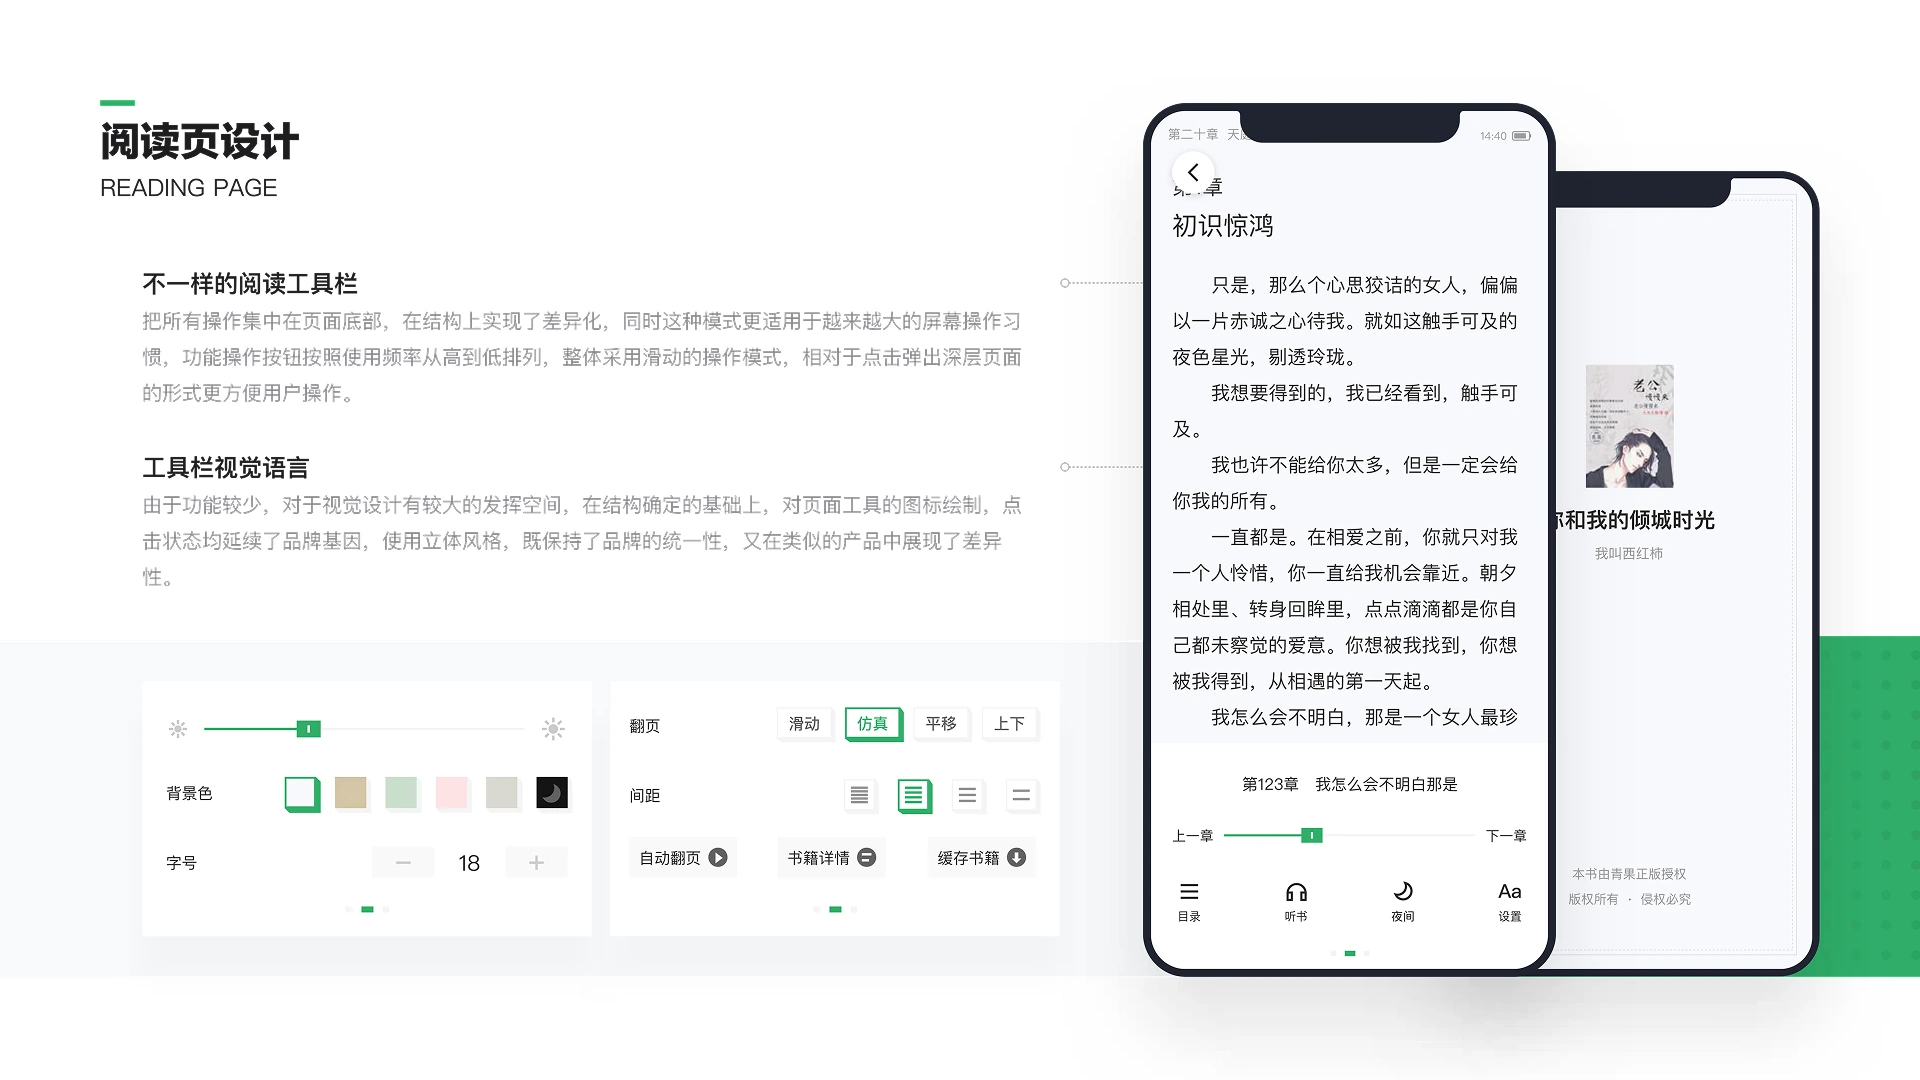 阅读页设计
READING PAGE
不一样的阅读工具栏
把所有操作集中在页面底部，在结构上实现了差异化，同时这种模式更适用于越来越大的屏幕操作习
惯，功能操作按钮按照使用频率从高到低排列，整体采用滑动的操作模式，相对于点击弹出深层页面
的形式更方便用户操作。
工具栏视觉语言
由于功能较少，对于视觉设计有较大的发挥空间，在结构确定的基础上，对页面工具的图标绘制，点
击状态均延续了品牌基因，使用立体风格，既保持了品牌的统一性，又在类似的产品中展现了差异
性。
背景色
字号
18
翻页
滑动
仿真
平移
上下
间距
自动翻页
书籍详情
缓存书籍
第二十章 天
14:40
章
初识惊鸿
只是，那么个心思狡诘的女人，偏偏
以一片赤诚之心待我。就如这触手可及的
夜色星光，剔透玲珑。
我想要得到的，我已经看到，触手可
及。
我也许不能给你太多，但是一定会给
你我的所有。
一直都是。在相爱之前，你就只对我
一个人怜惜，你一直给我机会靠近。朝夕
相处里、转身回眸里，点点滴滴都是你自
己都未察觉的爱意。你想被我找到，你想
被我得到，从相遇的第一天起。
我怎么会不明白，那是一个女人最珍
第123章 我怎么会不明白那是
上一章
下一章
目录
听书
夜间
Aa
设置
老公
慢慢来
你和我的倾城时光
我叫西红柿
本书由青果正版授权
版权所有 · 侵权必究